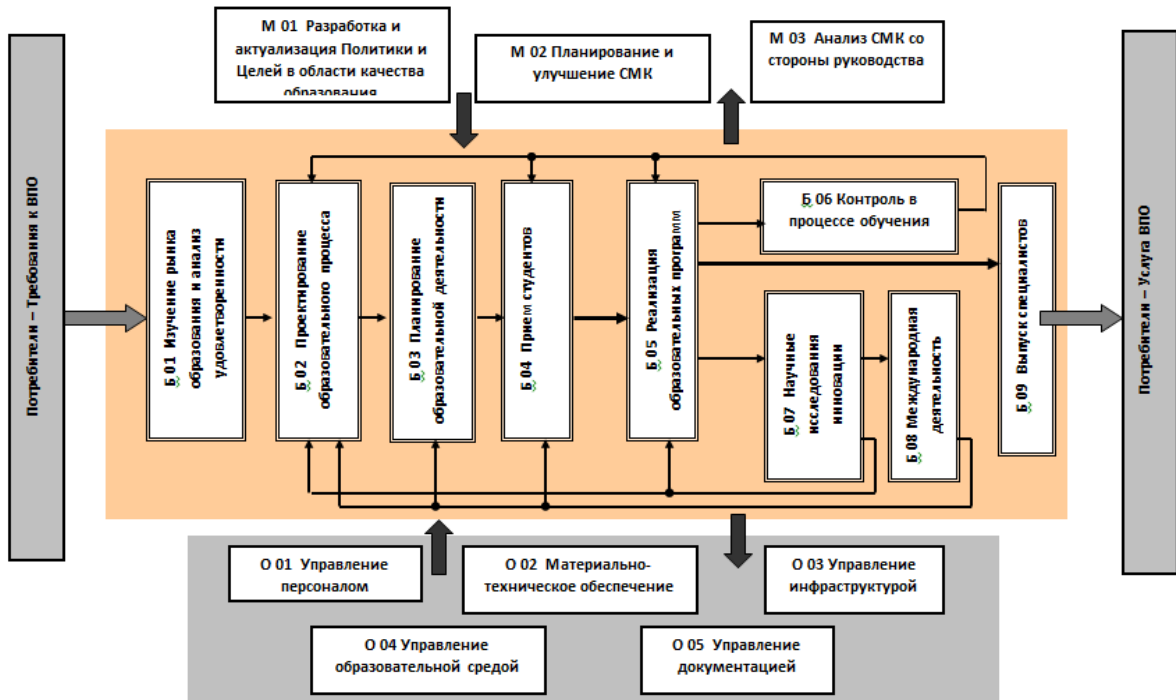 М 01 Разработка и
актуализация Политики и
Целей в области качества
образования
М 02 Планирование и
улучшение СМК
М 03 Анализ СМК со
стороны руководства
Потребители – Требования к ВПО
Б 01 Изучение рынка
образования и анализ
удовлетворенности
Б 02 Проектирование
образовательного процесса
Б 03 Планирование
образовательной деятельности
Б 04 Прием студентов
Б 05 Реализация
образовательных программ
Б 06 Контроль в
процессе обучения
Б 07 Научные
исследования
инновации
Б 08 Международная
деятельность
Б 09 Выпуск специалистов
Потребители – Услуга ВПО
О 01 Управление
персоналом
О 02 Материально-
техническое обеспечение
О 03 Управление
инфраструктурой
О 04 Управление
образовательной средой
О 05 Управление
документацией